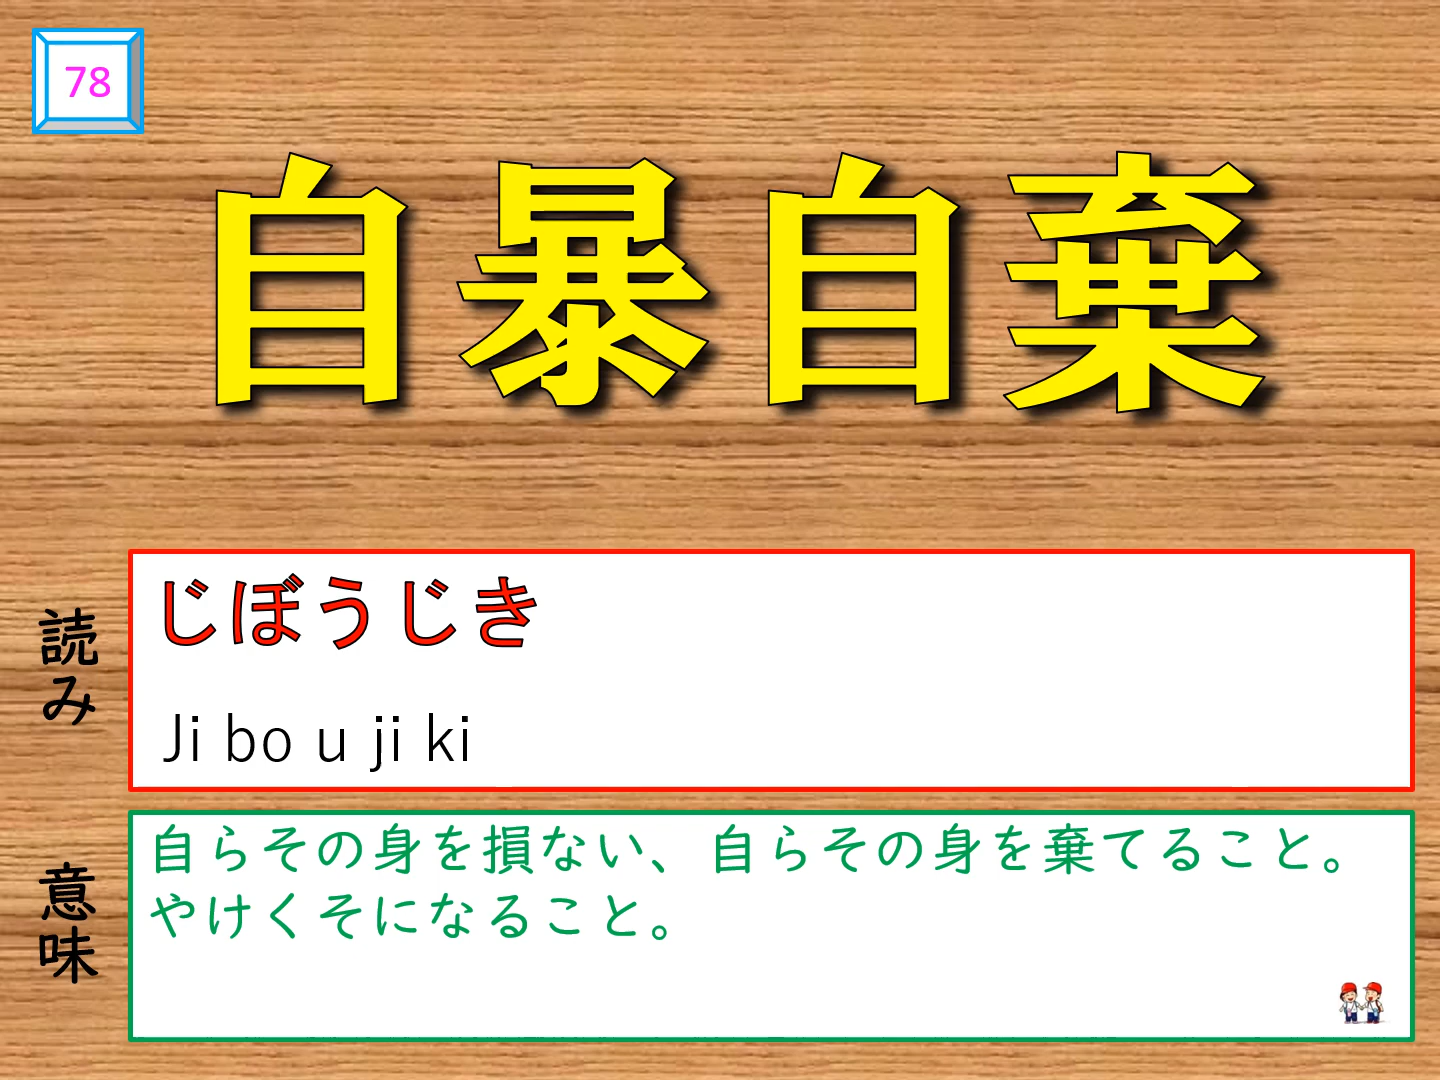 78
自暴自棄
読み
じぼうじき
Ji bo u ji ki
意味
自らその身を損ない、自らその身を棄てること。
やけくそになること。